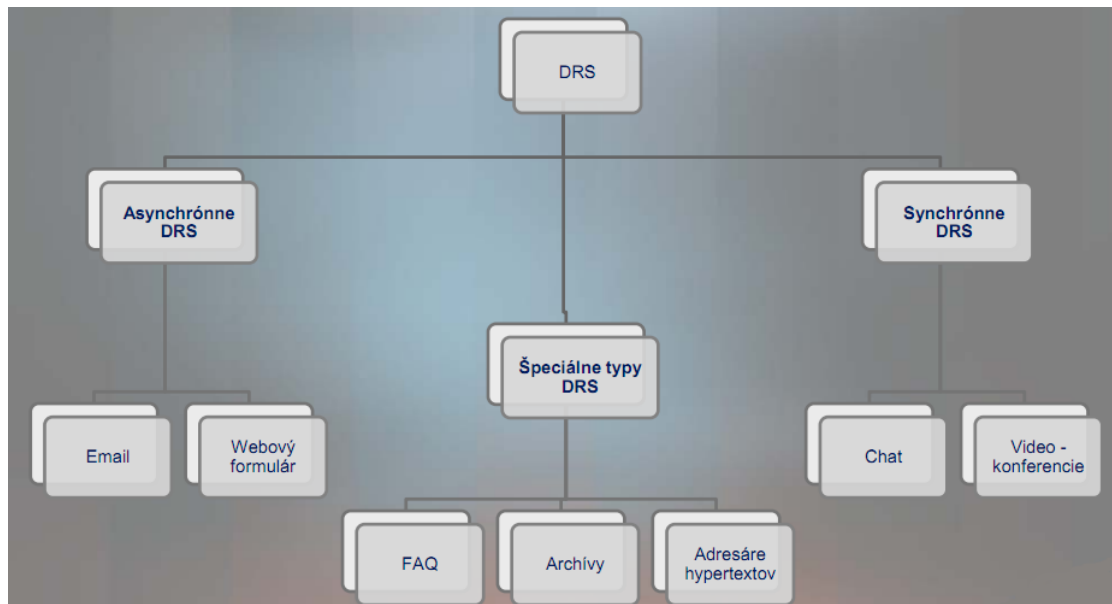 DRS
Asynchrónne
DRS
Synchrónne
DRS
Špeciálne typy
DRS
Email
Webový
formulár
Chat
Video -
konferencie
FAQ
Archívy
Adresáre
hypertextov